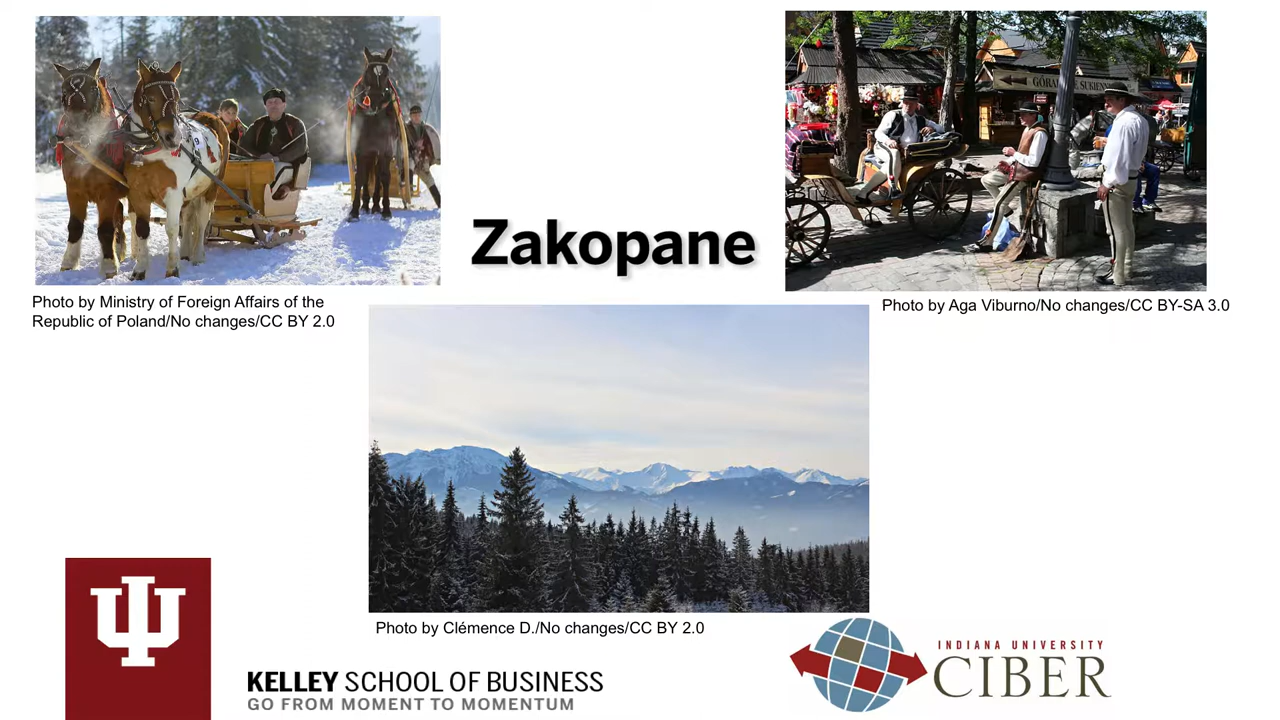 Zakopane
GÓRA
SUKIENN
Photo by Ministry of Foreign Affairs of the
Republic of Poland/No changes/CC BY 2.0
Photo by Aga Viburno/No changes/CC BY-SA 3.0
Photo by Clémence D./No changes/CC BY 2.0
KELLEY SCHOOL OF BUSINESS
GO FROM MOMENT TO MOMENTUM
INDIANA UNIVERSITY
CIBER